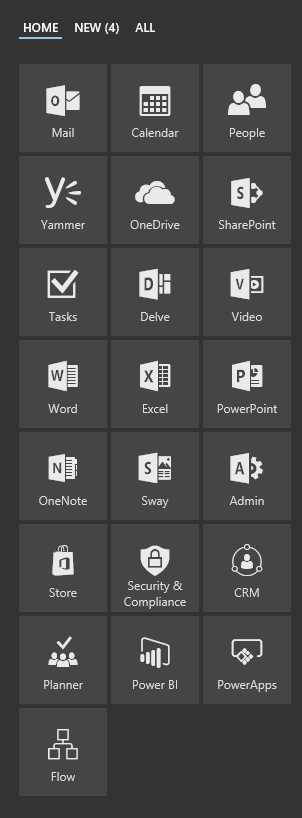 HOME NEW (4) ALL
Mail Calendar People
Yammer OneDrive SharePoint
Tasks Delve Video
Word Excel PowerPoint
OneNote Sway Admin
Store Security & Compliance CRM
Planner Power BI PowerApps
Flow